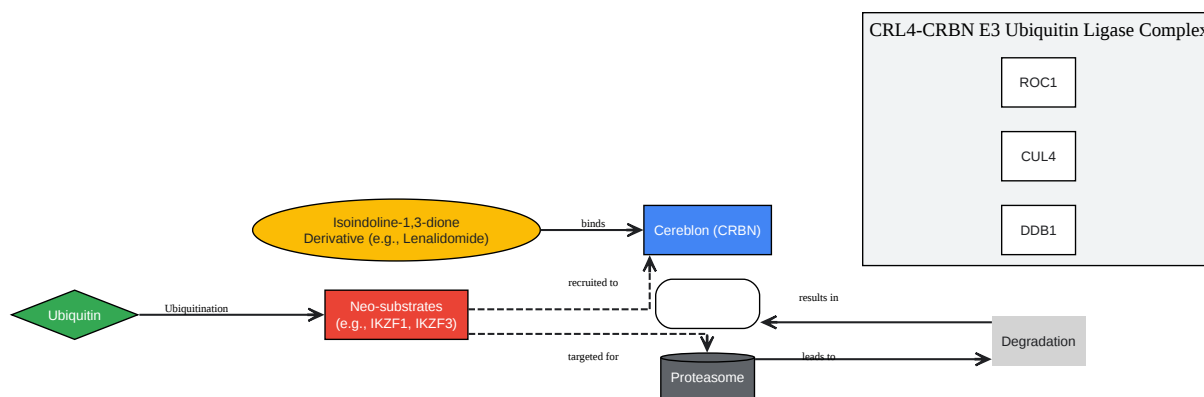 CRL4-CRBN E3 Ubiquitin Ligase Complex
ROC1
CUL4
DDB1
Isoindoline-1,3-dione
Derivative (e.g., Lenalidomide)
binds
Cereblon (CRBN)
recruited to
results in
Ubiquitin
Ubiquitination
Neo-substrates
(e.g., IKZF1, IKZF3)
Degradation
targeted for
leads to
Proteasome